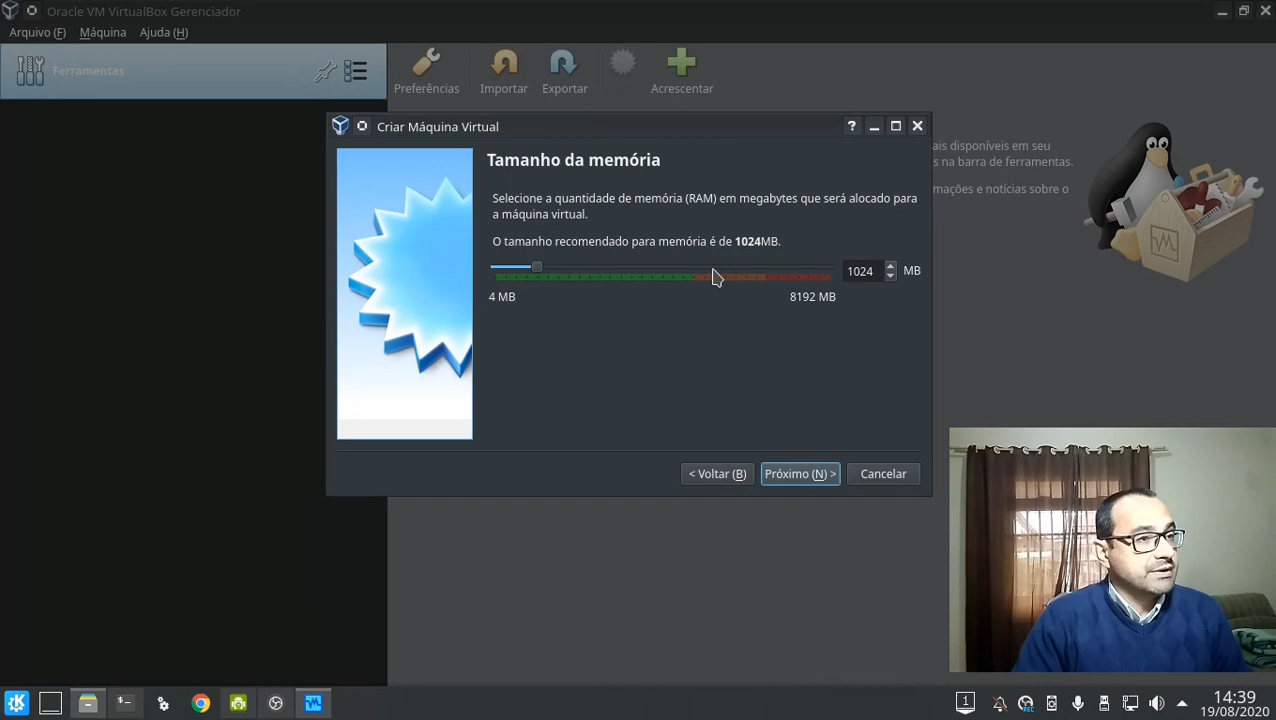 Oracle VM VirtualBox Gerenciador
Arquivo (F) Máquina Ajuda (H)
Ferramentas
Preferências Importar Exportar Acrescentar
Criar Máquina Virtual
ais disponíveis em seu
s na barra de ferramentas.
mações e notícias sobre o
Tamanho da memória
Selecione a quantidade de memória (RAM) em megabytes que será alocado para
a máquina virtual.
O tamanho recomendado para memória é de 1024MB.
1024 MB
4 MB 8192 MB
< Voltar (B) Próximo (N) > Cancelar
1 REC 14:39
19/08/2020